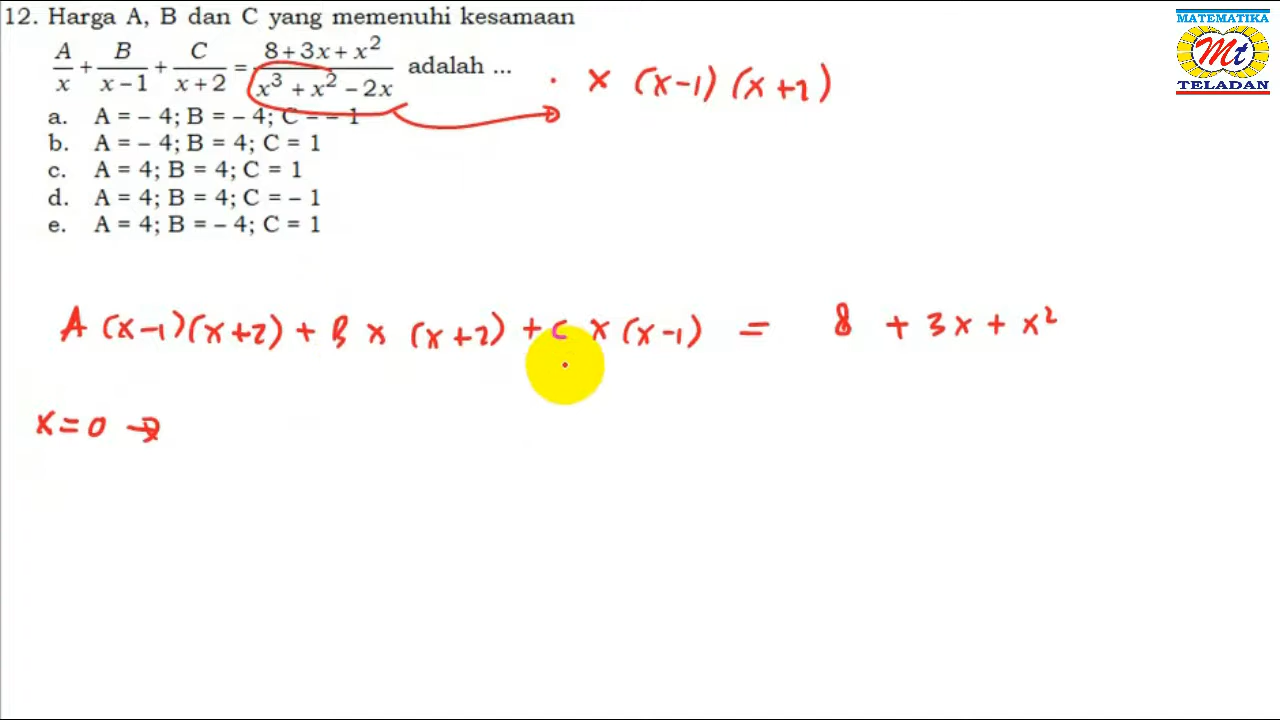 12. Harga A, B dan C yang memenuhi kesamaan
A/x + B/(x – 1) + C/(x + 2) = (8 + 3x + x²)/(x³ + x² – 2x) adalah ...
x (x-1) (x+2)
a. A = – 4; B = – 4; C = – 1
b. A = – 4; B = 4; C = 1
c. A = 4; B = 4; C = 1
d. A = 4; B = 4; C = – 1
e. A = 4; B = – 4; C = 1
A (x-1)(x+2) + B x (x+2) + C x (x-1) = 8 + 3x + x²
x = 0 →
MATEMATIKA
Mt
TELADAN